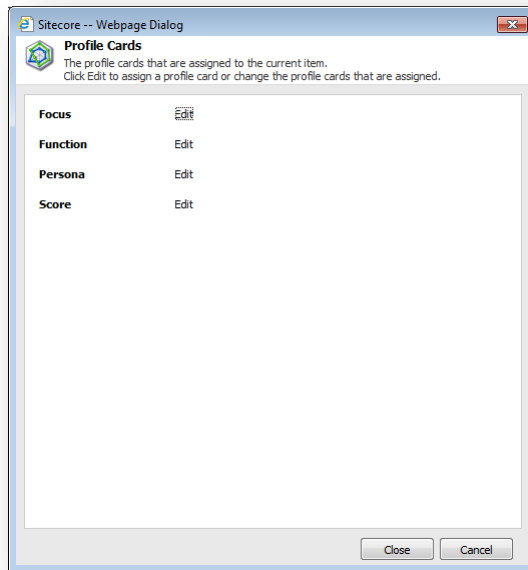 Sitecore -- Webpage Dialog
Profile Cards
The profile cards that are assigned to the current item.
Click Edit to assign a profile card or change the profile cards that are assigned.
Focus Edit
Function Edit
Persona Edit
Score Edit
Close Cancel